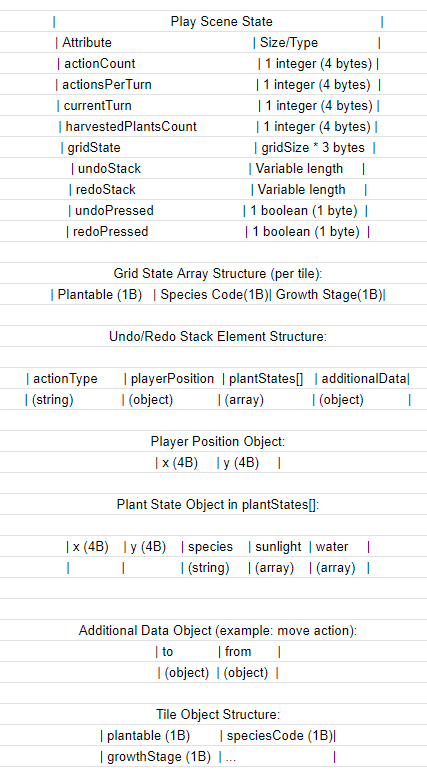 | Play Scene State |
| Attribute | Size/Type |
| actionCount | 1 integer (4 bytes) |
| actionsPerTurn | 1 integer (4 bytes) |
| currentTurn | 1 integer (4 bytes) |
| harvestedPlantsCount | 1 integer (4 bytes) |
| gridState | gridSize * 3 bytes |
| undoStack | Variable length |
| redoStack | Variable length |
| undoPressed | 1 boolean (1 byte) |
| redoPressed | 1 boolean (1 byte) |
Grid State Array Structure (per tile):
| Plantable (1B) | Species Code(1B)| Growth Stage(1B)|
Undo/Redo Stack Element Structure:
| actionType | playerPosition | plantStates[] | additionalData|
| (string) | (object) | (array) | (object) |
Player Position Object:
| x (4B) | y (4B) |
Plant State Object in plantStates[]:
| x (4B) | y (4B) | species | sunlight | water |
| | | (string) | (array) | (array) |
Additional Data Object (example: move action):
| to | from |
| (object) | (object) |
Tile Object Structure:
| plantable (1B) | speciesCode (1B)|
| growthStage (1B) | ... |